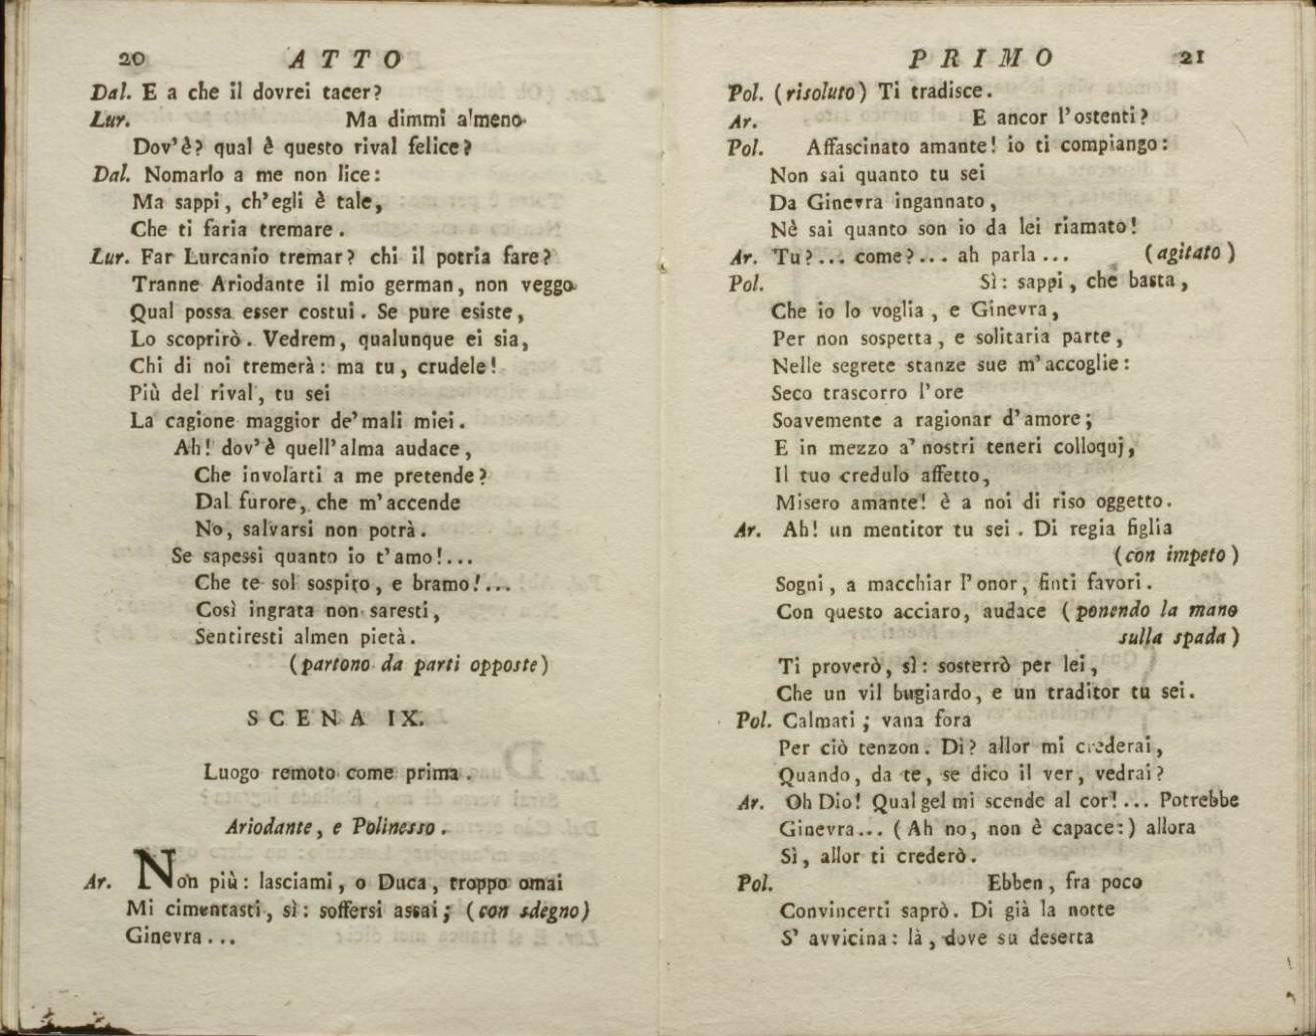 20 ATTO
Dal. E a che il dovrei tacer?
Lur. Ma dimmi a'meno
Dov'è? qual è questo rival felice?
Dal. Nomarlo a me non lice:
Ma sappi, ch'egli è tale,
Che ti faria tremare.
Lur. Far Lurcanio tremar? chi il potria fare?
Tranne Ariodante il mio german, non veggo
Qual possa esser costui. Se pure esiste,
Lo scoprirò. Vedrem, qualunque ei sia,
Chi di noi tremerà: ma tu, crudele!
Più del rival, tu sei
La cagione maggior de'mali miei.
Ah! dov'è quell'alma audace,
Che involarti a me pretende?
Dal furore, che m'accende
No, salvarsi non potrà.
Se sapessi quanto io t'amo!...
Che te sol sospiro, e bramo!...
Così ingrata non saresti,
Sentiresti almen pietà.
(partono da parti opposte)
SCENA IX.
Luogo remoto come prima.
Ariodante, e Polinesso.
Ar. Non più: lasciami, o Duca, troppo omai
Mi cimentasti, sì: soffersi assai; (con sdegno)
Ginevra...
PRIMO 21
Pol. (risoluto) Ti tradisce.
Ar. E ancor l'ostenti?
Pol. Affascinato amante! io ti compiango:
Non sai quanto tu sei
Da Ginevra ingannato,
Nè sai quanto son io da lei riamato!
Ar. Tu?... come?... ah parla... (agitato)
Pol. Sì: sappi, che basta,
Che io lo voglia, e Ginevra,
Per non sospetta, e solitaria parte,
Nelle segrete stanze sue m'accoglie:
Seco trascorro l'ore
Soavemente a ragionar d'amore;
E in mezzo a' nostri teneri colloquj,
Il tuo credulo affetto,
Misero amante! è a noi di riso oggetto.
Ar. Ah! un mentitor tu sei. Di regia figlia
(con impeto)
Sogni, a macchiar l'onor, finti favori.
Con questo acciaro, audace (ponendo la mano
sulla spada)
Ti proverò, sì: sosterrò per lei,
Che un vil bugiardo, e un traditor tu sei.
Pol. Calmati; vana fora
Per ciò tenzon. Di? allor mi crederai,
Quando, da te, se dico il ver, vedrai?
Ar. Oh Dio! Qual gel mi scende al cor!... Potrebbe
Ginevra... (Ah no, non è capace:) allora
Sì, allor ti crederò.
Pol. Ebben, fra poco
Convincerti saprò. Di già la notte
S' avvicina: là, dove su deserta